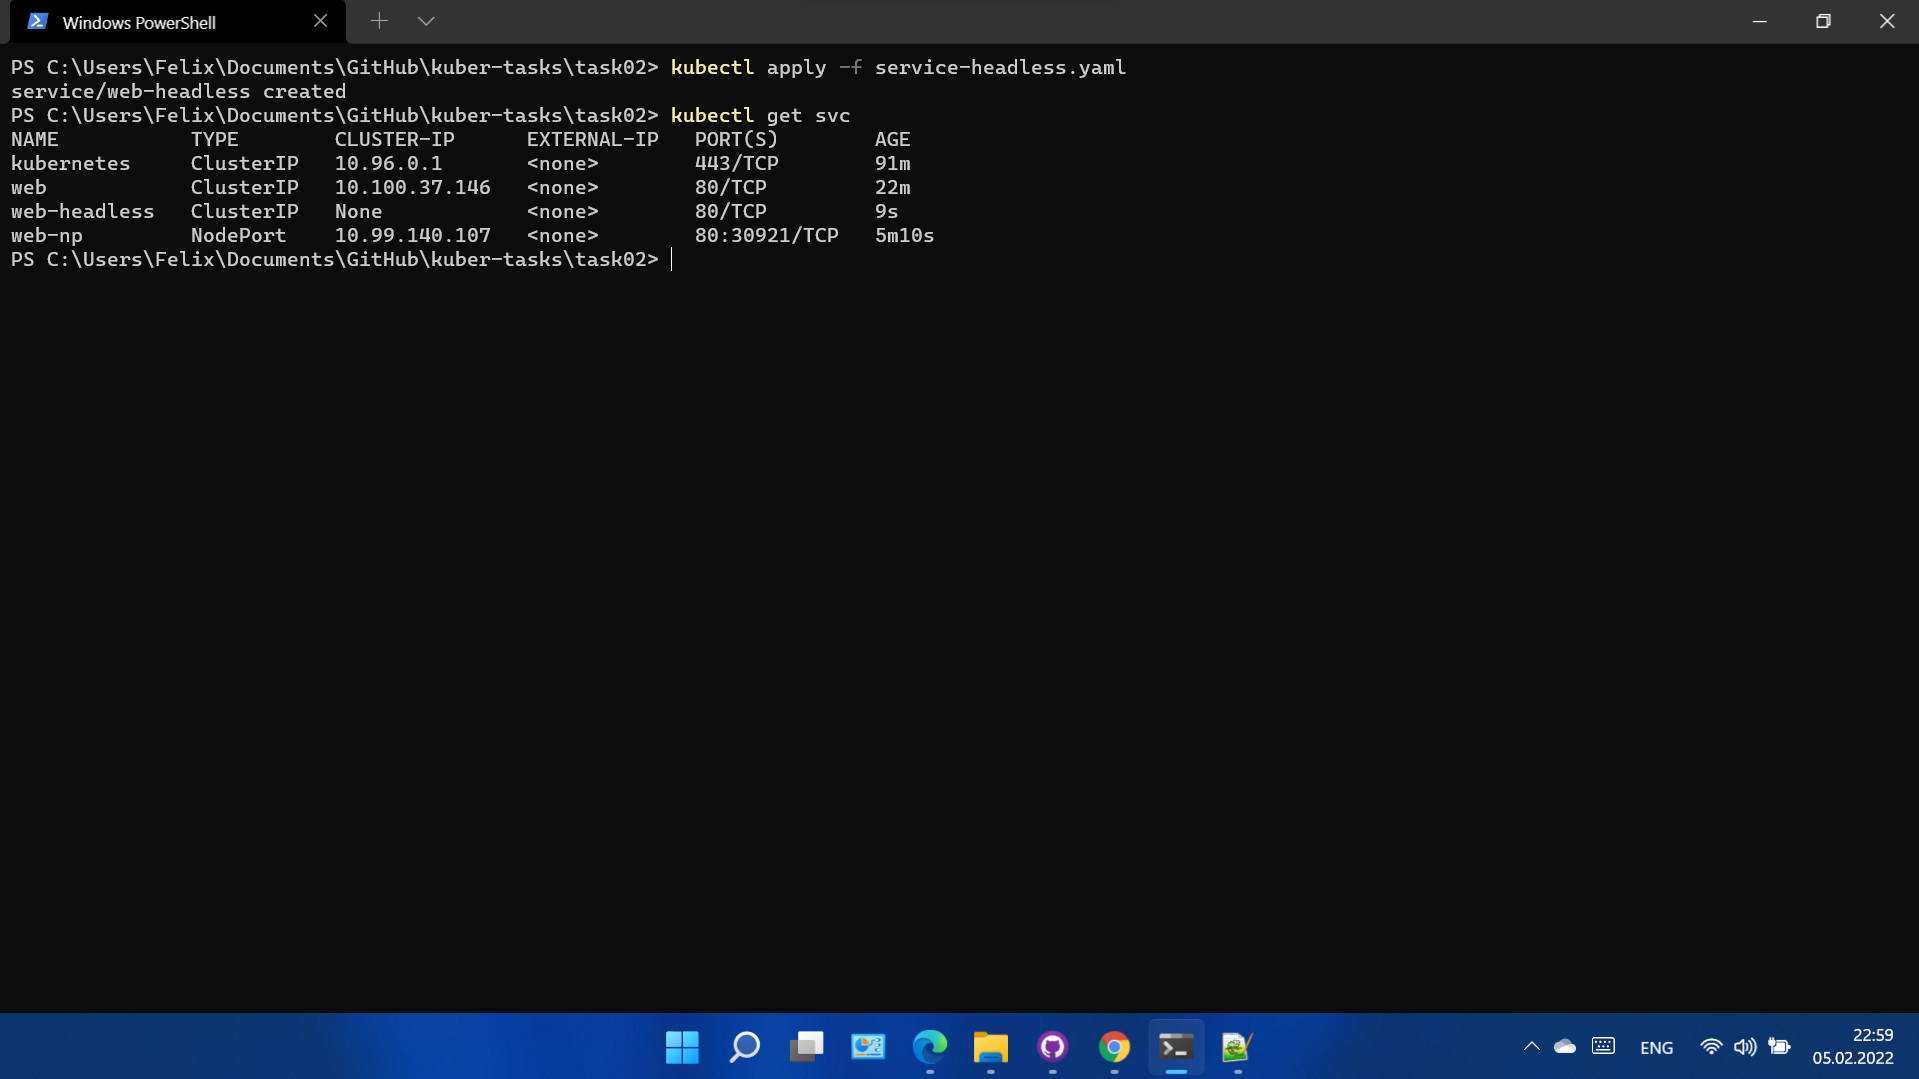 Windows PowerShell
PS C:\Users\Felix\Documents\GitHub\kuber-tasks\task02> kubectl apply -f service-headless.yaml
service/web-headless created
PS C:\Users\Felix\Documents\GitHub\kuber-tasks\task02> kubectl get svc
NAME           TYPE        CLUSTER-IP      EXTERNAL-IP   PORT(S)        AGE
kubernetes     ClusterIP   10.96.0.1       <none>        443/TCP        91m
web            ClusterIP   10.100.37.146   <none>        80/TCP         22m
web-headless   ClusterIP   None            <none>        80/TCP         9s
web-np         NodePort    10.99.140.107   <none>        80:30921/TCP   5m10s
PS C:\Users\Felix\Documents\GitHub\kuber-tasks\task02>
ENG
22:59
05.02.2022